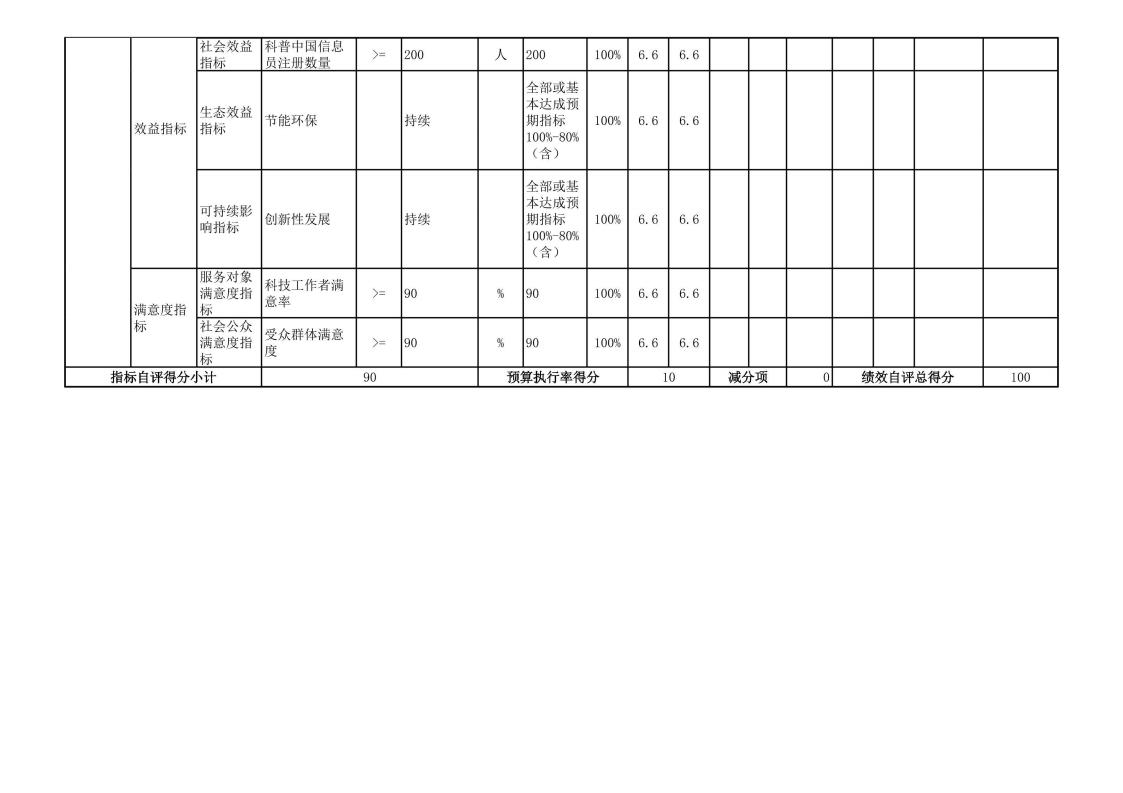 社会效益指标 科普中国信息员注册数量 >= 200 人 200 100% 6.6 6.6
效益指标 生态效益指标 节能环保 持续 全部或基本达成预期指标100%-80%（含） 100% 6.6 6.6
可持续影响指标 创新性发展 持续 全部或基本达成预期指标100%-80%（含） 100% 6.6 6.6
满意度指标 服务对象满意度指标 科技工作者满意率 >= 90 % 90 100% 6.6 6.6
社会公众满意度指标 受众群体满意度 >= 90 % 90 100% 6.6 6.6
指标自评得分小计 90 预算执行率得分 10 减分项 0 绩效自评总得分 100